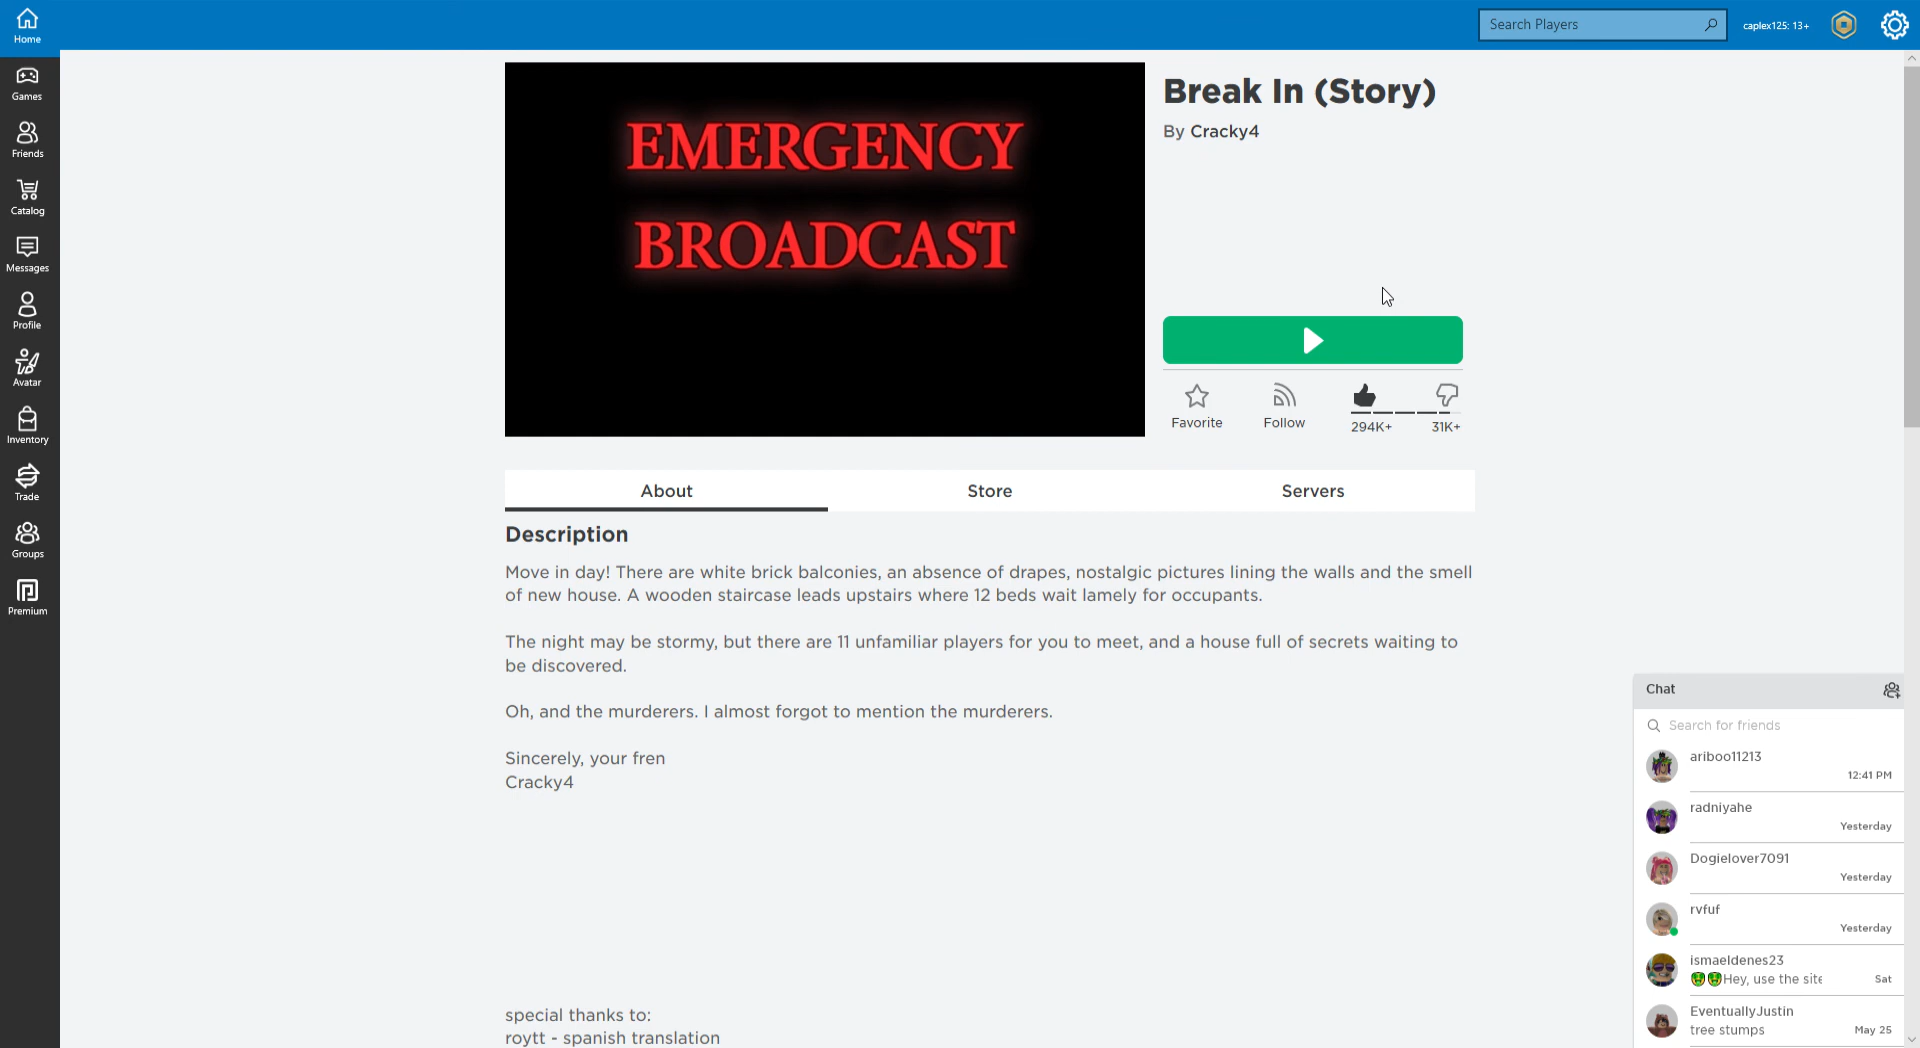 Home
Search Players
caplex125: 13+
Games
Friends
Catalog
Messages
Profile
Avatar
Inventory
Trade
Groups
Premium
EMERGENCY
BROADCAST
Break In (Story)
By Cracky4
Favorite
Follow
294K+
31K+
About
Store
Servers
Description
Move in day! There are white brick balconies, an absence of drapes, nostalgic pictures lining the walls and the smell
of new house. A wooden staircase leads upstairs where 12 beds wait lamely for occupants.
The night may be stormy, but there are 11 unfamiliar players for you to meet, and a house full of secrets waiting to
be discovered.
Oh, and the murderers. I almost forgot to mention the murderers.
Sincerely, your fren
Cracky4
special thanks to:
roytt - spanish translation
Chat
Search for friends
ariboo11213
12:41 PM
radniyahe
Yesterday
Dogielover7091
Yesterday
rvfuf
Yesterday
ismaeldenes23
Hey, use the site
Sat
EventuallyJustin
tree stumps
May 25